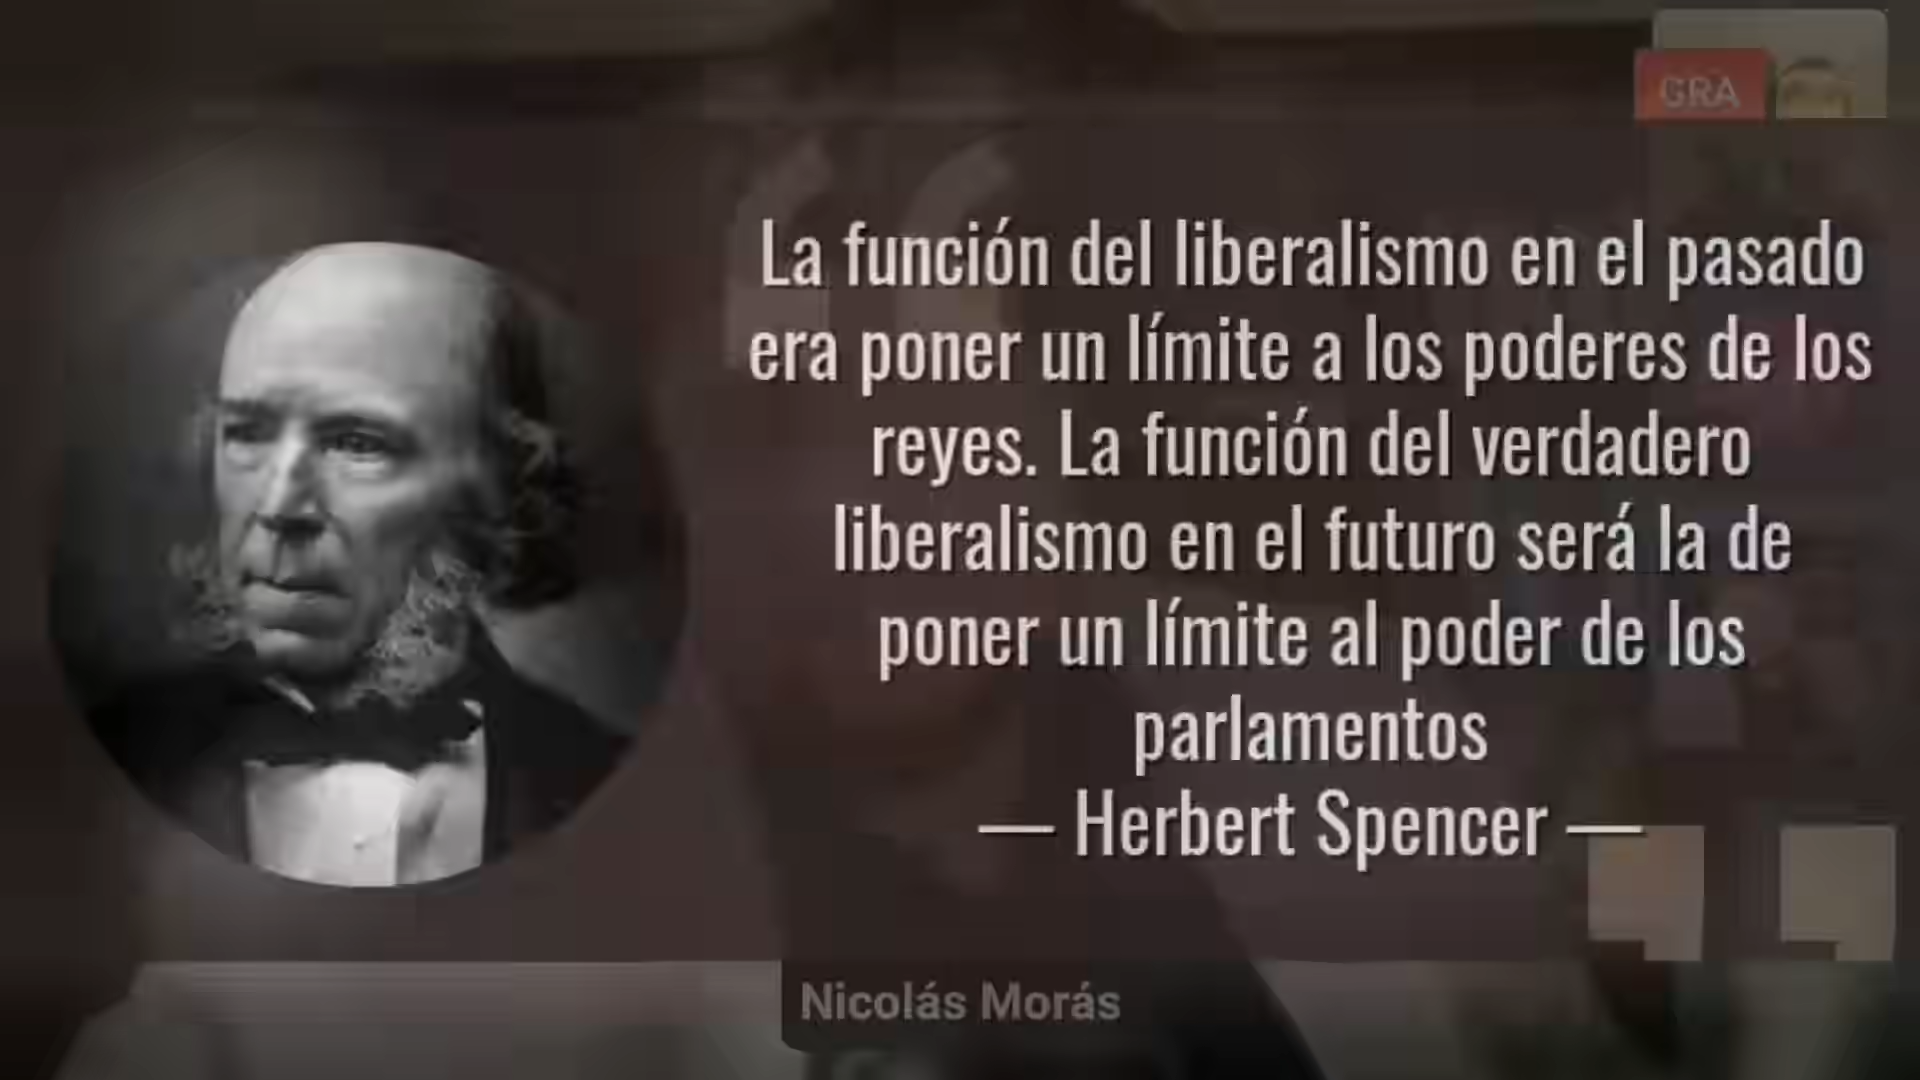 GRA
La función del liberalismo en el pasado
era poner un límite a los poderes de los
reyes. La función del verdadero
liberalismo en el futuro será la de
poner un límite al poder de los
parlamentos
— Herbert Spencer —
Nicolás Morás